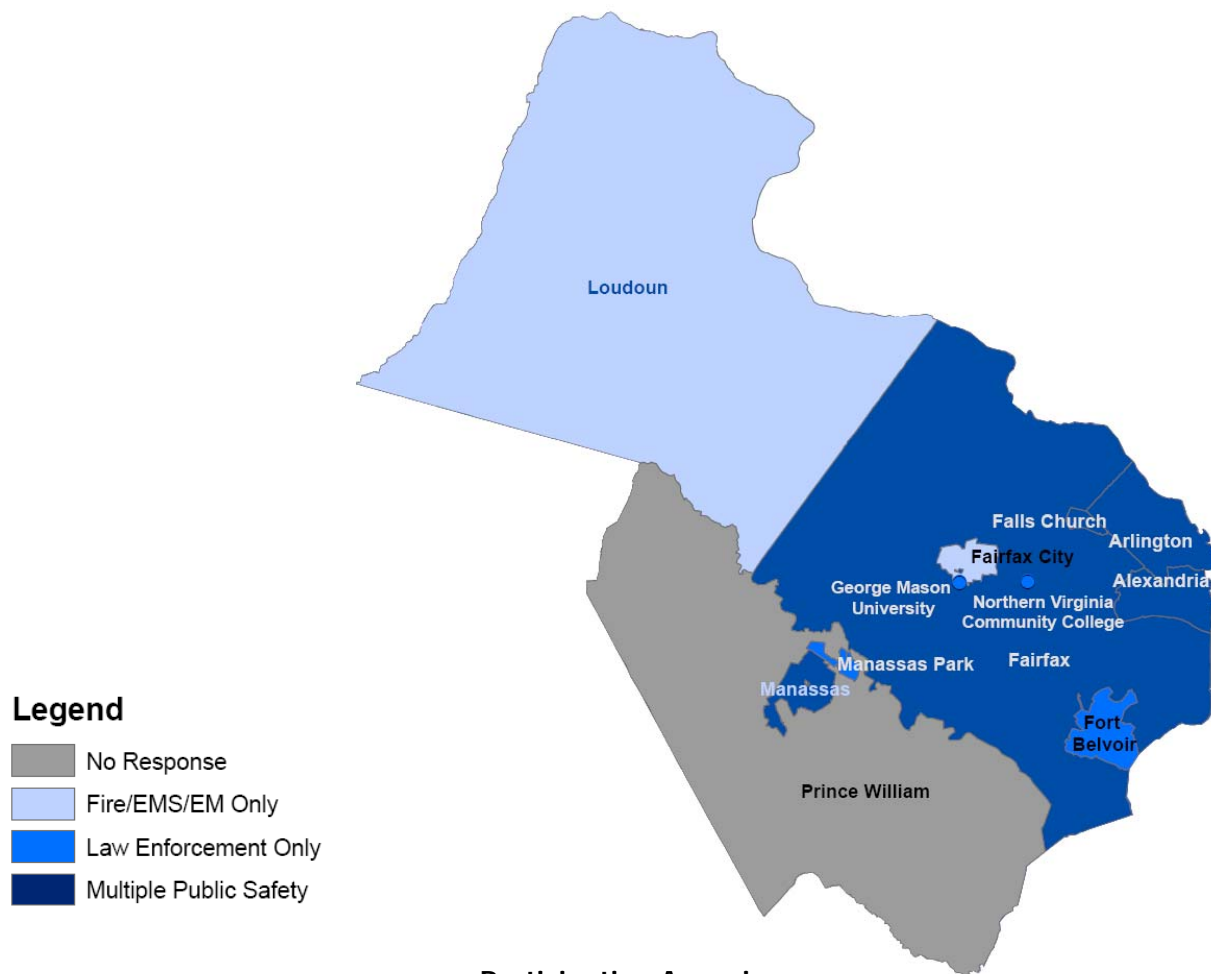 Loudoun
Falls Church
Arlington
Fairfax City
Alexandria
George Mason
University
Northern Virginia
Community College
Manassas Park
Fairfax
Manassas
Fort
Belvoir
Prince William
Legend
No Response
Fire/EMS/EM Only
Law Enforcement Only
Multiple Public Safety